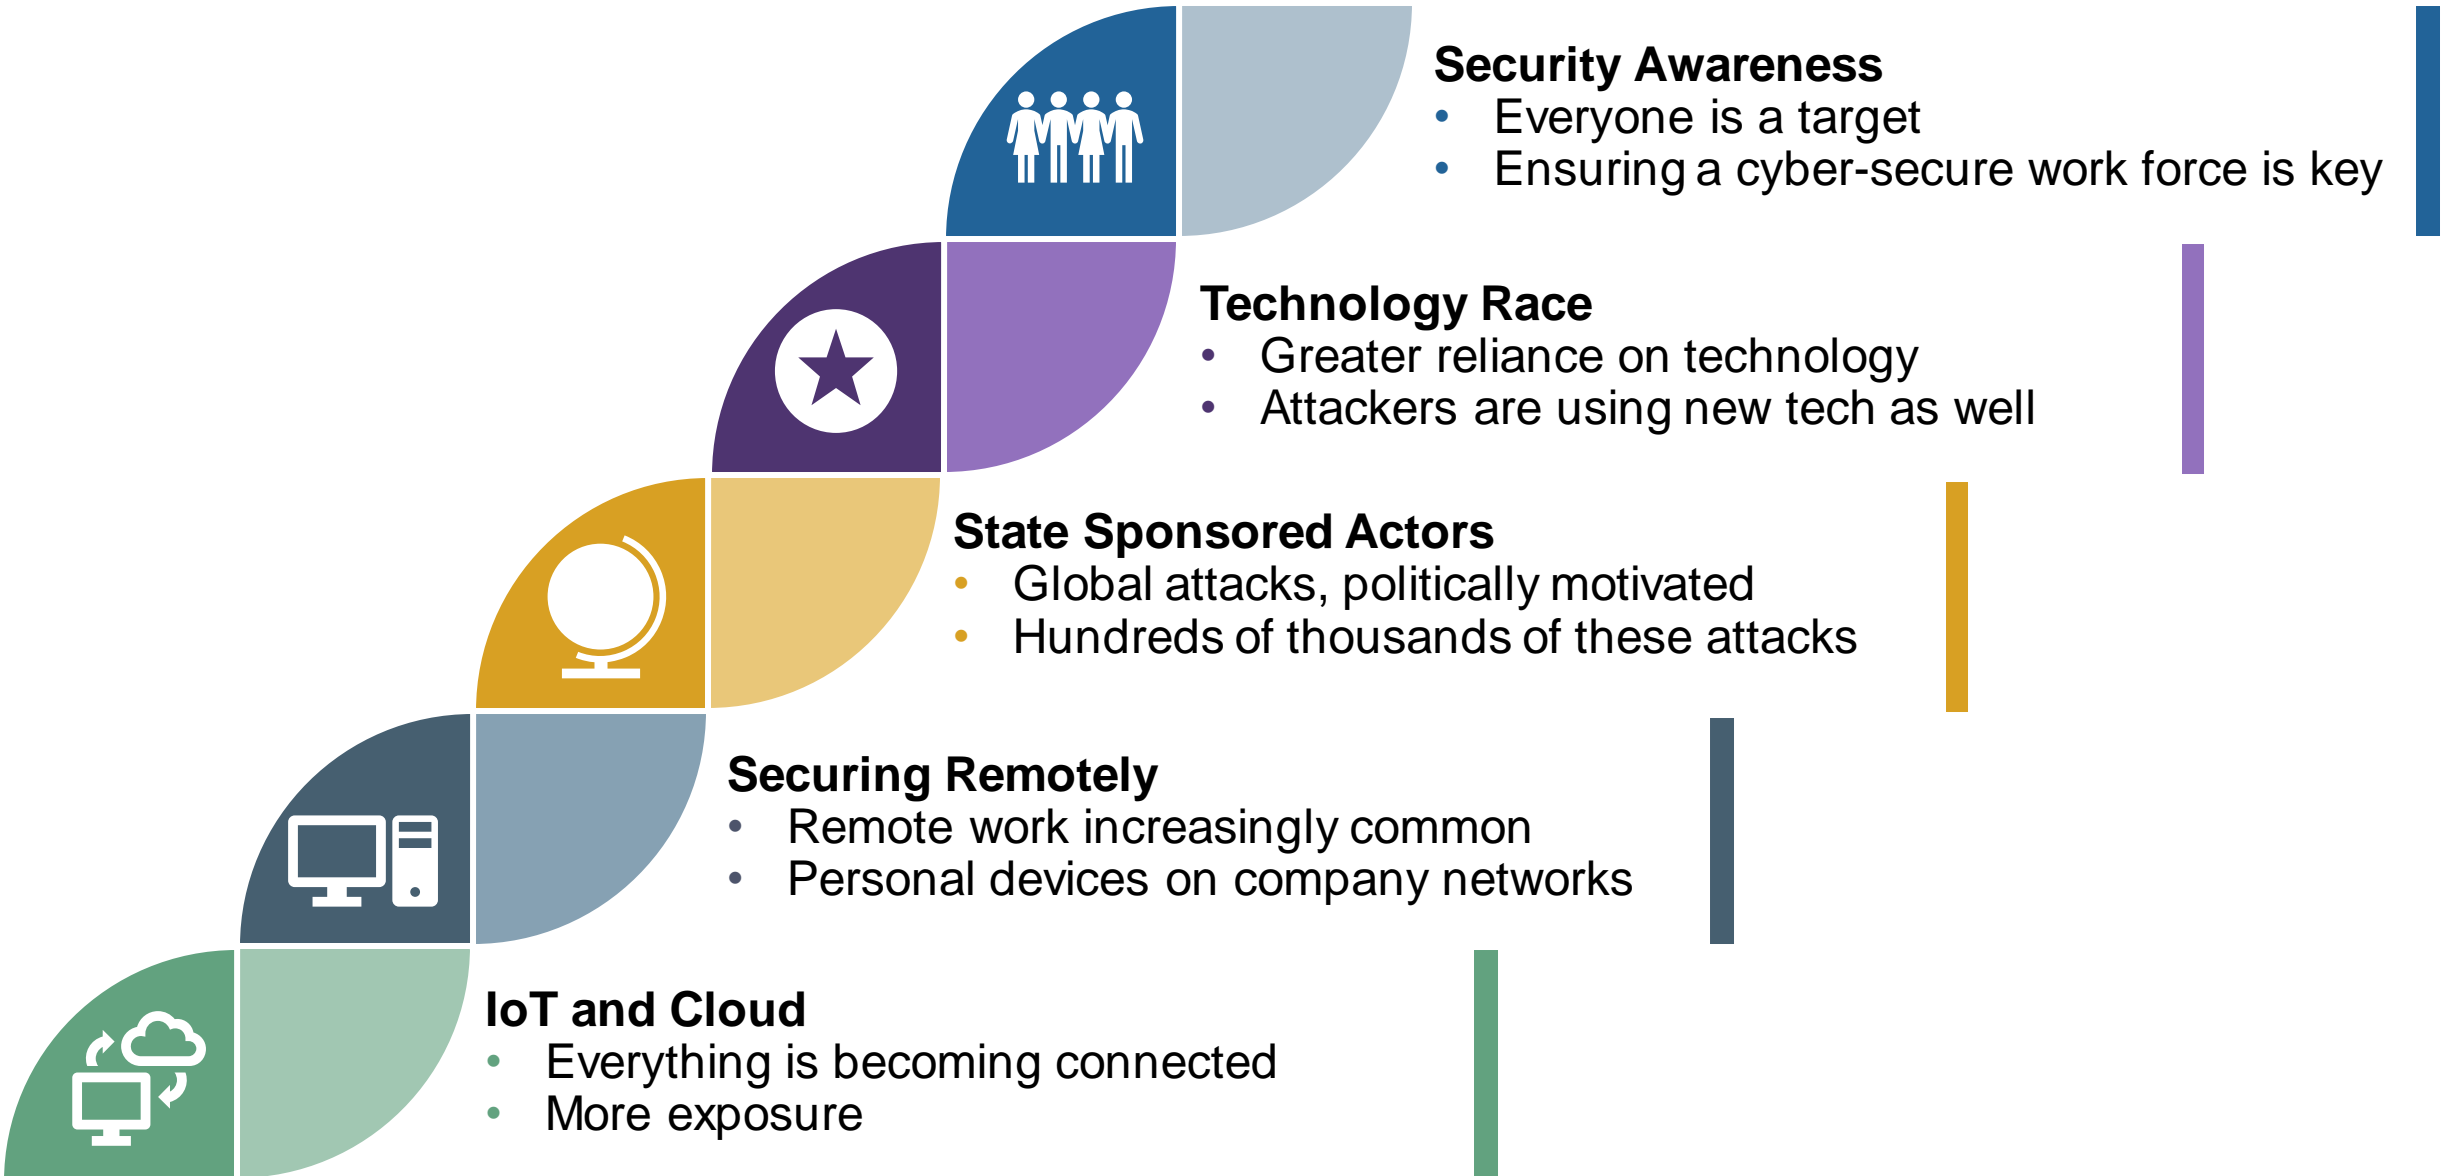 Security Awareness
• Everyone is a target
• Ensuring a cyber-secure work force is key
Technology Race
• Greater reliance on technology
• Attackers are using new tech as well
State Sponsored Actors
• Global attacks, politically motivated
• Hundreds of thousands of these attacks
Securing Remotely
• Remote work increasingly common
• Personal devices on company networks
IoT and Cloud
• Everything is becoming connected
• More exposure